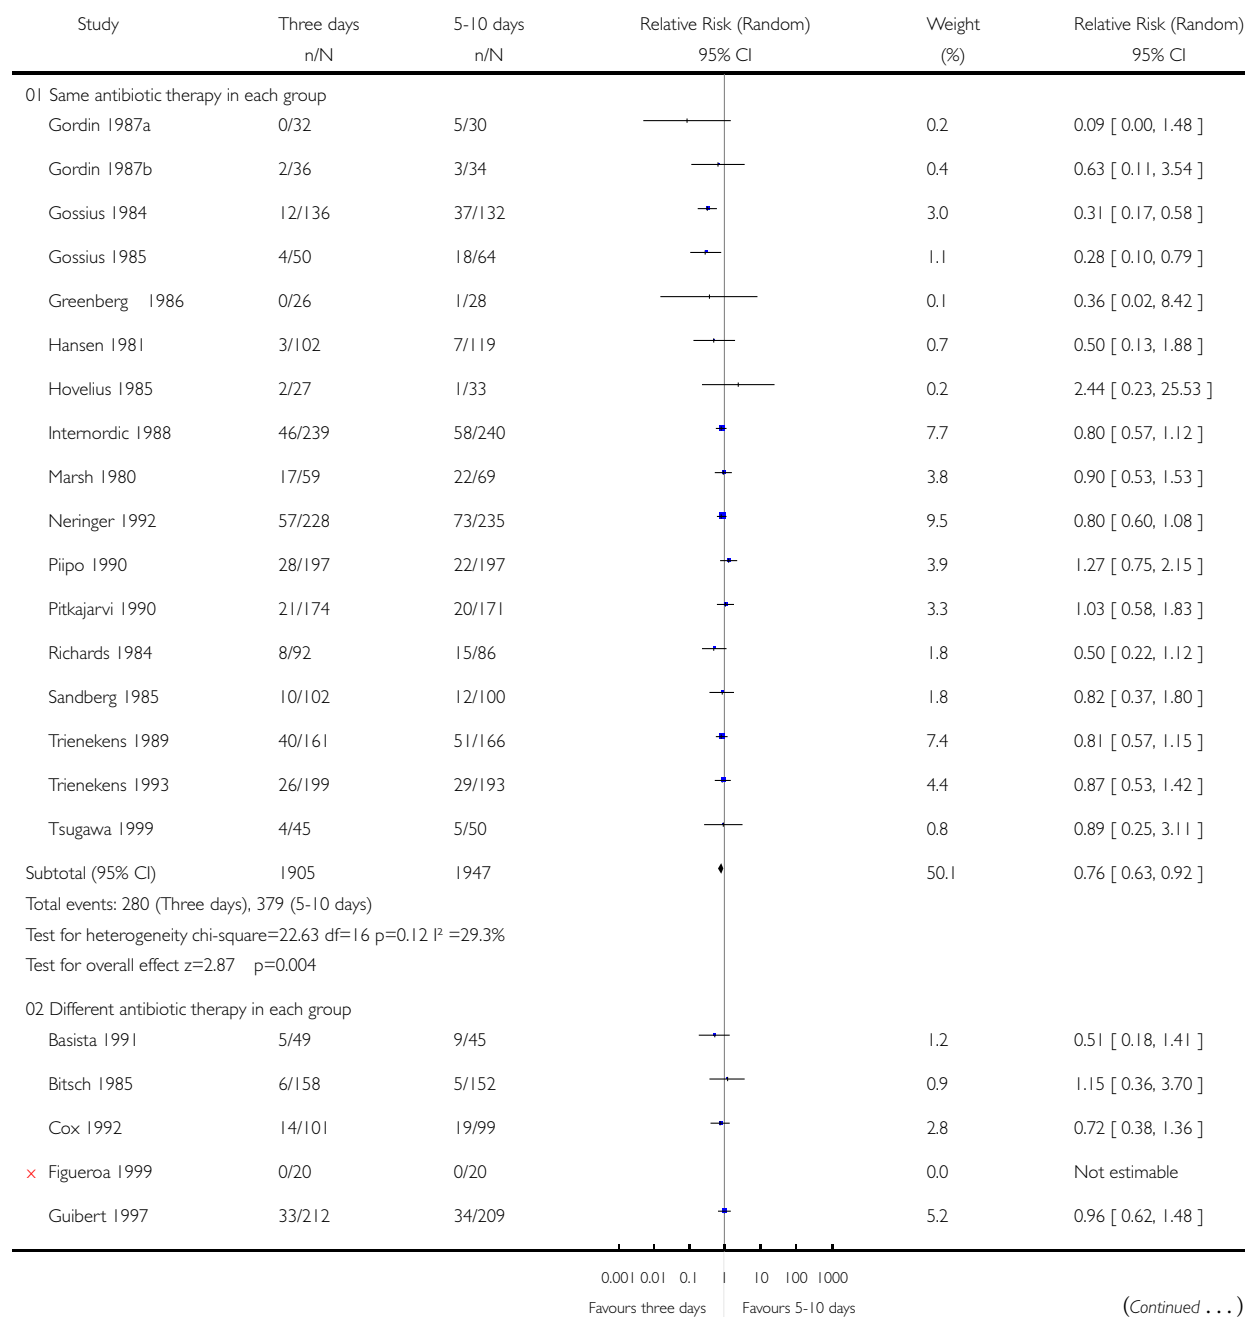 Study Three days 5-10 days Relative Risk (Random) Weight Relative Risk (Random)
n/N n/N 95% CI (%) 95% CI
01 Same antibiotic therapy in each group
Gordin 1987a 0/32 5/30 0.2 0.09 [ 0.00, 1.48 ]
Gordin 1987b 2/36 3/34 0.4 0.63 [ 0.11, 3.54 ]
Gossius 1984 12/136 37/132 3.0 0.31 [ 0.17, 0.58 ]
Gossius 1985 4/50 18/64 1.1 0.28 [ 0.10, 0.79 ]
Greenberg 1986 0/26 1/28 0.1 0.36 [ 0.02, 8.42 ]
Hansen 1981 3/102 7/119 0.7 0.50 [ 0.13, 1.88 ]
Hovelius 1985 2/27 1/33 0.2 2.44 [ 0.23, 25.53 ]
Internordic 1988 46/239 58/240 7.7 0.80 [ 0.57, 1.12 ]
Marsh 1980 17/59 22/69 3.8 0.90 [ 0.53, 1.53 ]
Neringer 1992 57/228 73/235 9.5 0.80 [ 0.60, 1.08 ]
Piipo 1990 28/197 22/197 3.9 1.27 [ 0.75, 2.15 ]
Pitkajarvi 1990 21/174 20/171 3.3 1.03 [ 0.58, 1.83 ]
Richards 1984 8/92 15/86 1.8 0.50 [ 0.22, 1.12 ]
Sandberg 1985 10/102 12/100 1.8 0.82 [ 0.37, 1.80 ]
Trienekens 1989 40/161 51/166 7.4 0.81 [ 0.57, 1.15 ]
Trienekens 1993 26/199 29/193 4.4 0.87 [ 0.53, 1.42 ]
Tsugawa 1999 4/45 5/50 0.8 0.89 [ 0.25, 3.11 ]
Subtotal (95% CI) 1905 1947 50.1 0.76 [ 0.63, 0.92 ]
Total events: 280 (Three days), 379 (5-10 days)
Test for heterogeneity chi-square=22.63 df=16 p=0.12 I² =29.3%
Test for overall effect z=2.87 p=0.004
02 Different antibiotic therapy in each group
Basista 1991 5/49 9/45 1.2 0.51 [ 0.18, 1.41 ]
Bitsch 1985 6/158 5/152 0.9 1.15 [ 0.36, 3.70 ]
Cox 1992 14/101 19/99 2.8 0.72 [ 0.38, 1.36 ]
x Figueroa 1999 0/20 0/20 0.0 Not estimable
Guibert 1997 33/212 34/209 5.2 0.96 [ 0.62, 1.48 ]
0.001 0.01 0.1 1 10 100 1000
Favours three days Favours 5-10 days (Continued . . . )